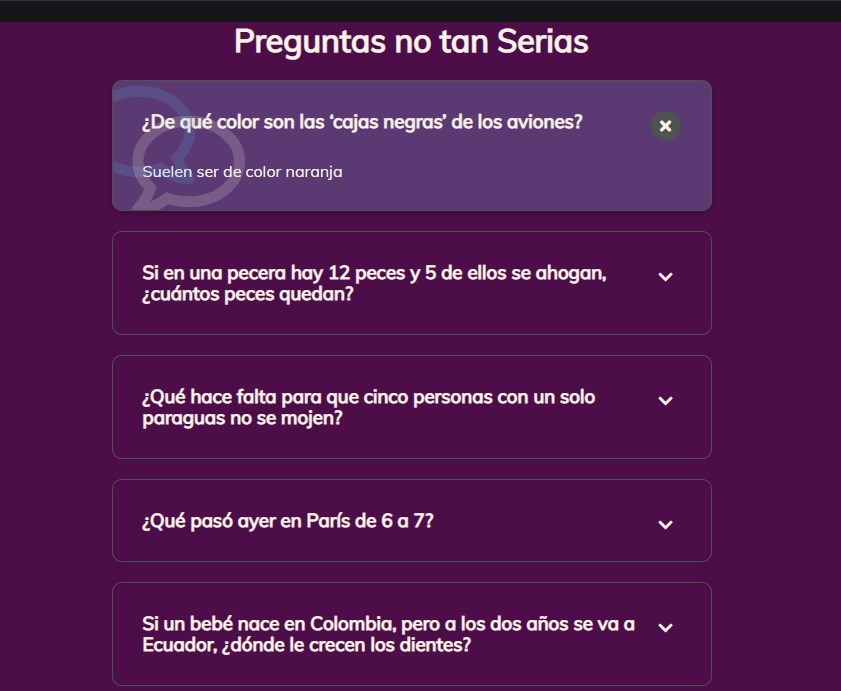 Preguntas no tan Serias
¿De qué color son las ‘cajas negras’ de los aviones?
Suelen ser de color naranja
Si en una pecera hay 12 peces y 5 de ellos se ahogan,
¿cuántos peces quedan?
¿Qué hace falta para que cinco personas con un solo
paraguas no se mojen?
¿Qué pasó ayer en París de 6 a 7?
Si un bebé nace en Colombia, pero a los dos años se va a
Ecuador, ¿dónde le crecen los dientes?